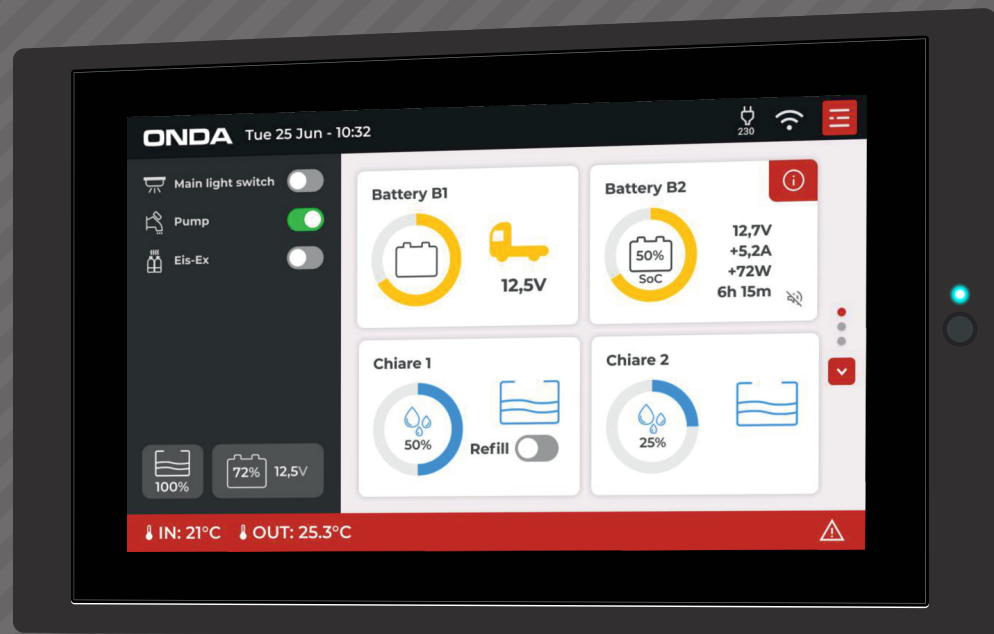 ONDA Tue 25 Jun - 10:32
230
Main light switch
Pump
Eis-Ex
100%
72% 12,5V
Battery B1
12,5V
Battery B2
50%
SoC
12,7V
+5,2A
+72W
6h 15m
Chiare 1
50%
Refill
Chiare 2
25%
IN: 21°C OUT: 25.3°C